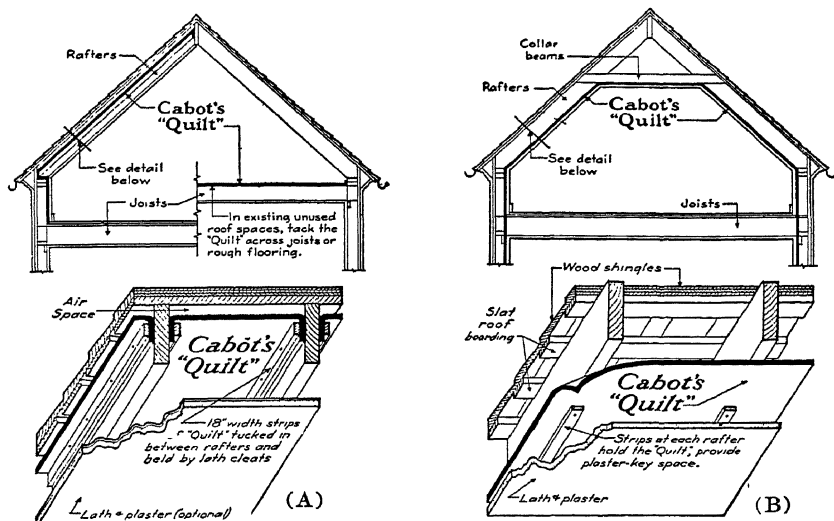 Rafters
Cabot's
"Quilt"
See detail
below
Joists
In existing unused
roof spaces, tack the
"Quilt" across joists or
rough flooring.
Collar
beams
Rafters
Cabot's
"Quilt"
See detail
below
Joists
Air
Space
Cabot's
"Quilt"
18" width strips
of "Quilt" tucked in
between rafters and
held by lath cleats
Lath & plaster (optional)
(A)
Wood shingles
Slat
roof
boarding
Cabot's
"Quilt"
Strips at each rafter
hold the "Quilt", provide
plaster-key space.
Lath & plaster
(B)